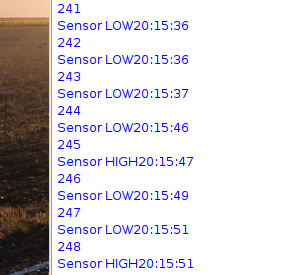 241
Sensor LOW20:15:36
242
Sensor LOW20:15:36
243
Sensor LOW20:15:37
244
Sensor LOW20:15:46
245
Sensor HIGH20:15:47
246
Sensor LOW20:15:49
247
Sensor LOW20:15:51
248
Sensor HIGH20:15:51